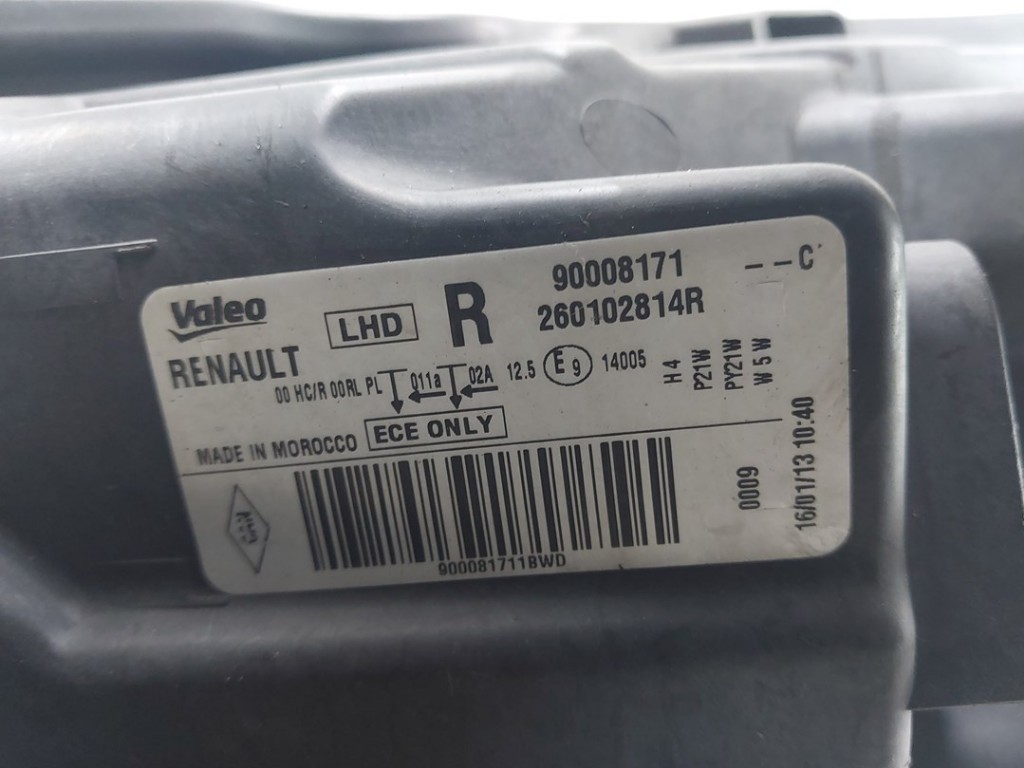 Valeo
RENAULT
LHD
R
90008171
260102814R
--C
00 HC/R 00RL PL 011a 02A 12.5 E9 14005
H4
P21W
PY21W
W5W
MADE IN MOROCCO
ECE ONLY
0009
16/01/13 10:40
900081711BWD